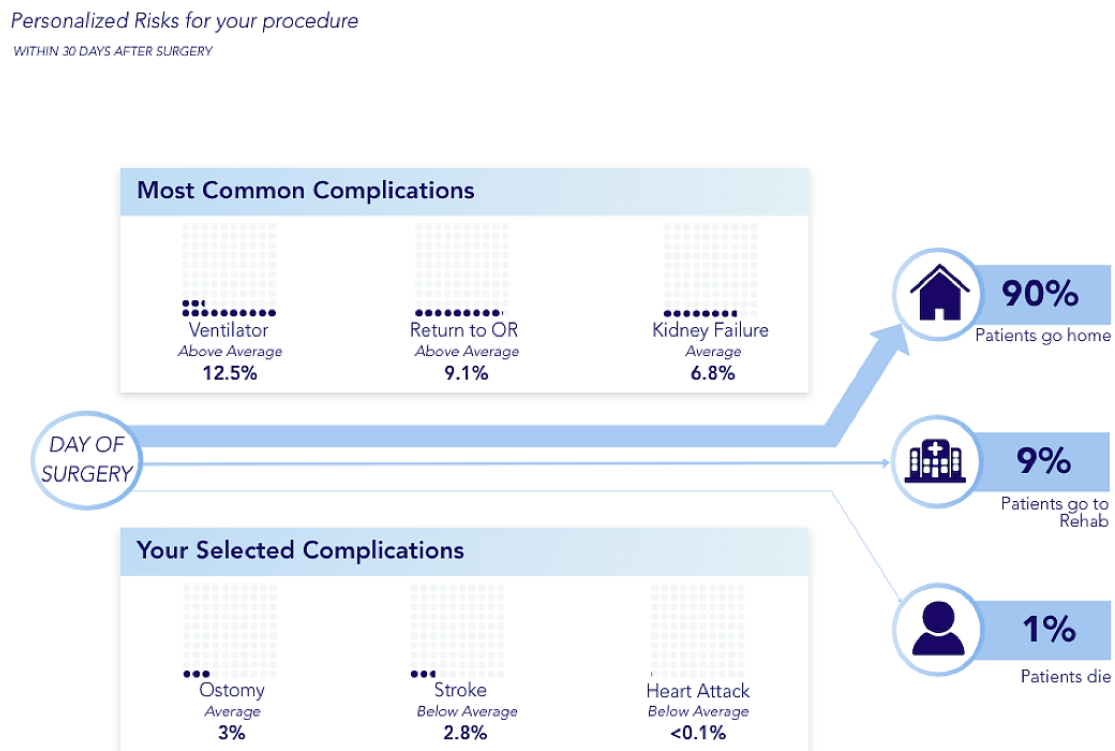 Personalized Risks for your procedure
WITHIN 30 DAYS AFTER SURGERY
Most Common Complications
Ventilator
Above Average
12.5%
Return to OR
Above Average
9.1%
Kidney Failure
Average
6.8%
DAY OF
SURGERY
90%
Patients go home
9%
Patients go to
Rehab
1%
Patients die
Your Selected Complications
Ostomy
Average
3%
Stroke
Below Average
2.8%
Heart Attack
Below Average
<0.1%